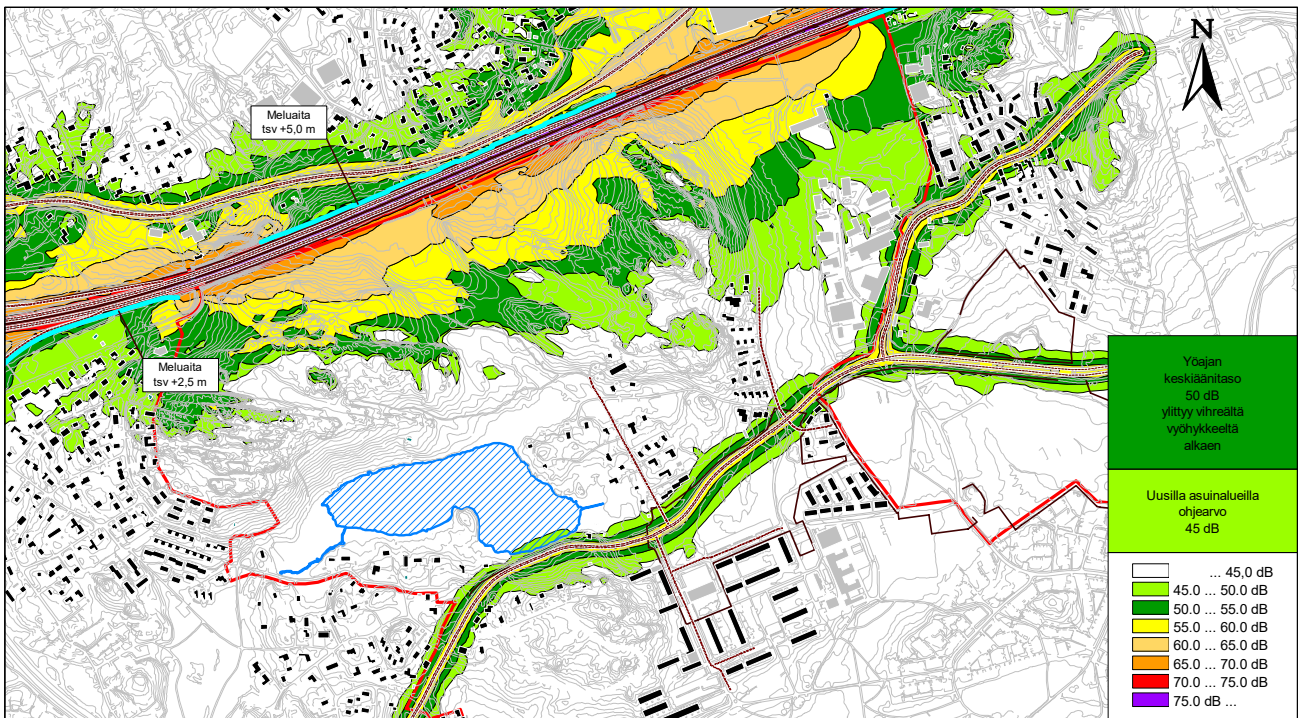 N
Meluaita
tsv +5,0 m
Meluaita
tsv +2,5 m
Yöajan
keskiäänitaso
50 dB
ylittyy vihreältä
vyöhykkeeltä
alkaen
Uusilla asuinalueilla
ohjearvo
45 dB
... 45,0 dB
45.0 ... 50.0 dB
50.0 ... 55.0 dB
55.0 ... 60.0 dB
60.0 ... 65.0 dB
65.0 ... 70.0 dB
70.0 ... 75.0 dB
75.0 dB ...